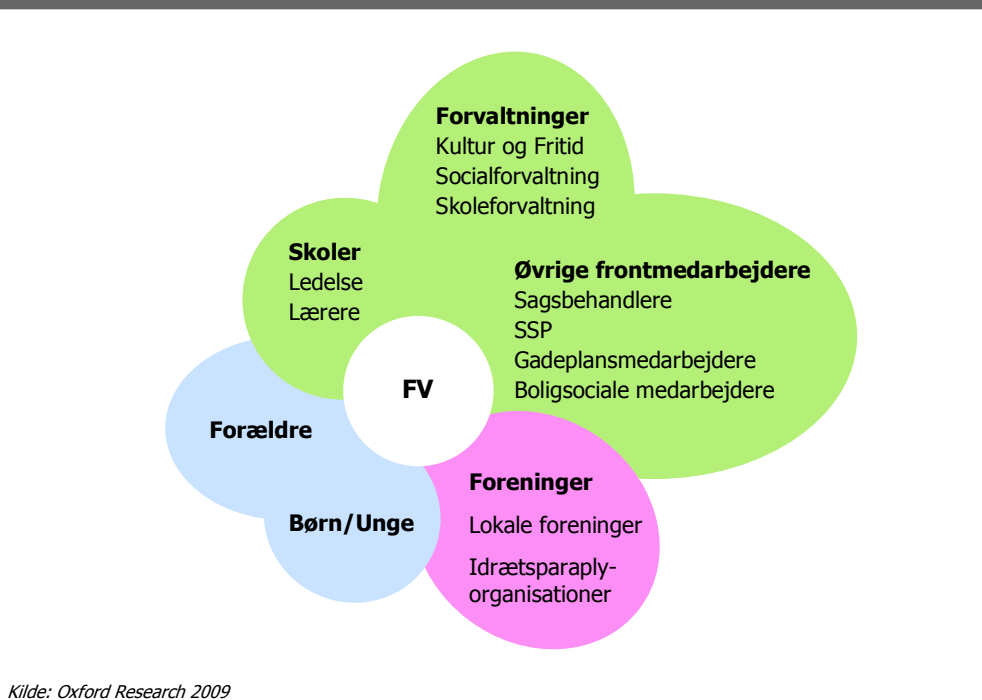 Forvaltninger
Kultur og Fritid
Socialforvaltning
Skoleforvaltning
Skoler
Ledelse
Lærere
Øvrige frontmedarbejdere
Sagsbehandlere
SSP
Gadeplansmedarbejdere
Boligsociale medarbejdere
FV
Forældre
Børn/Unge
Foreninger
Lokale foreninger
Idrætsparaply-
organisationer
Kilde: Oxford Research 2009